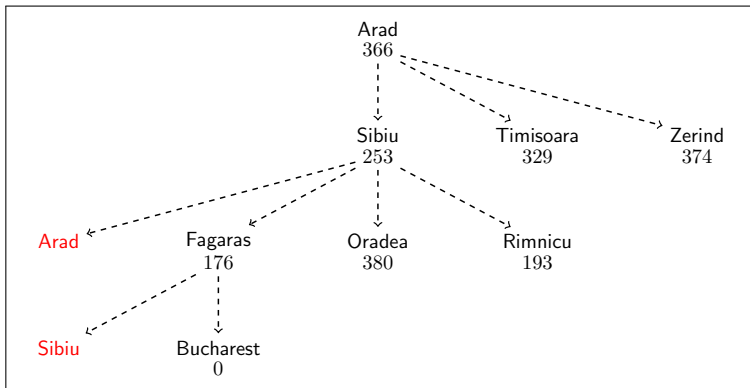 Arad
366
Sibiu Timisoara Zerind
253 329 374
Arad Fagaras Oradea Rimnicu
176 380 193
Sibiu Bucharest
0